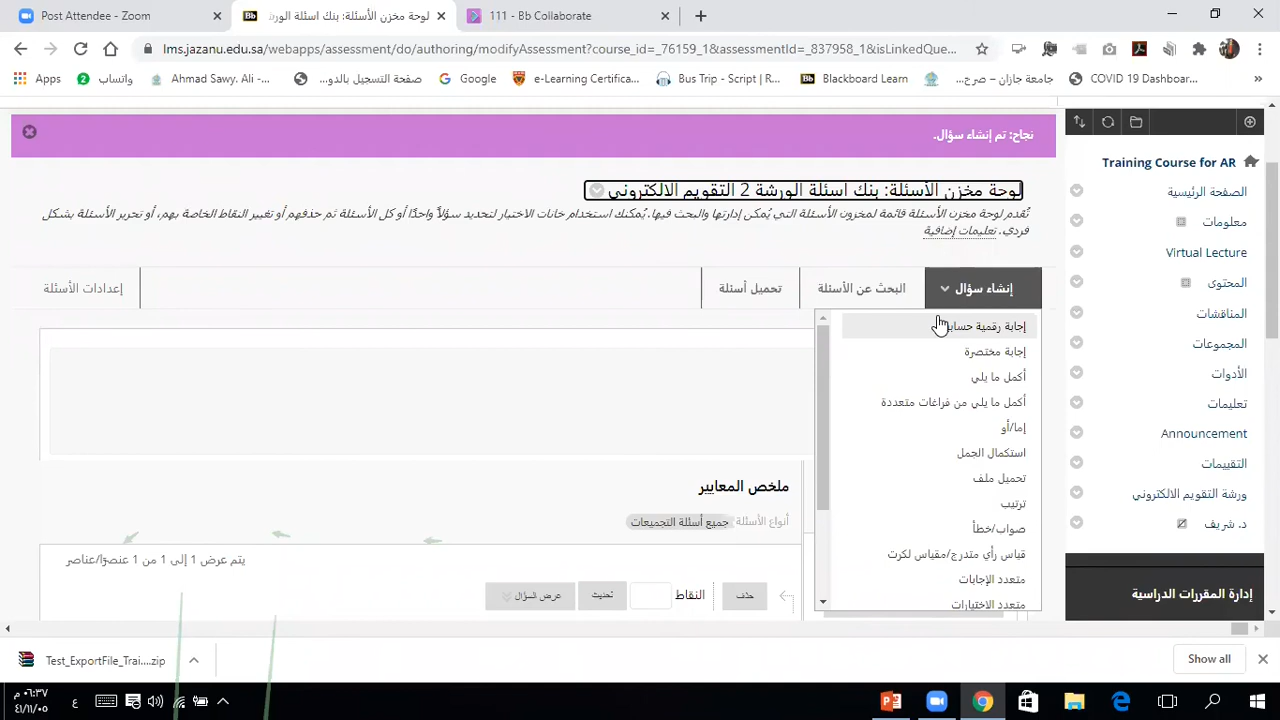 Post Attendee - Zoom
لوحة مخزن الأسئلة: بنك اسئلة الورش
111 - Bb Collaborate
lms.jazanu.edu.sa/webapps/assessment/do/authoring/modifyAssessment?course_id=_76159_1&assessmentId=_837958_1&isLinkedQue...
Apps
واتساب
Ahmad Sawy. Ali -...
صفحة التسجيل بالدو...
Google
e-Learning Certifica...
Bus Trip - Script | R...
Blackboard Learn
جامعة جازان – صرح...
COVID 19 Dashboar...
نجاح: تم إنشاء سؤال.
لوحة مخزن الأسئلة: بنك اسئلة الورشة 2 التقويم الالكتروني
تُقدم لوحة مخزن الأسئلة قائمة لمخزون الأسئلة التي يُمكن إدارتها والبحث فيها. يُمكنك استخدام خانات الاختيار لتحديد سؤالاً واحدًا أو كل الأسئلة ثم حذفهم أو تغيير النقاط الخاصة بهم، أو تحرير الأسئلة بشكل
فردي. تعليمات إضافية
إنشاء سؤال
البحث عن الأسئلة
تحميل أسئلة
إعدادات الأسئلة
إجابة رقمية حسابية
إجابة مختصرة
أكمل ما يلي
أكمل ما يلي من فراغات متعددة
إما/أو
استكمال الجمل
تحميل ملف
ترتيب
صواب/خطأ
قياس رأي متدرج/مقياس لكرت
متعدد الإجابات
متعدد الاختيارات
ملخص المعايير
أنواع الأسئلة جميع أسئلة التجميعات
يتم عرض 1 إلى 1 من 1 عنصرًا/عناصر
حذف
النقاط
تحديث
عرض السؤال
Training Course for AR
الصفحة الرئيسية
معلومات
Virtual Lecture
المحتوى
المناقشات
المجموعات
الأدوات
تعليمات
Announcement
التقييمات
ورشة التقويم الالكتروني
د. شريف
إدارة المقررات الدراسية
Test_ExportFile_Trai....zip
Show all
٠٦:٣٧ م
٤١/١١/٠٥
ع